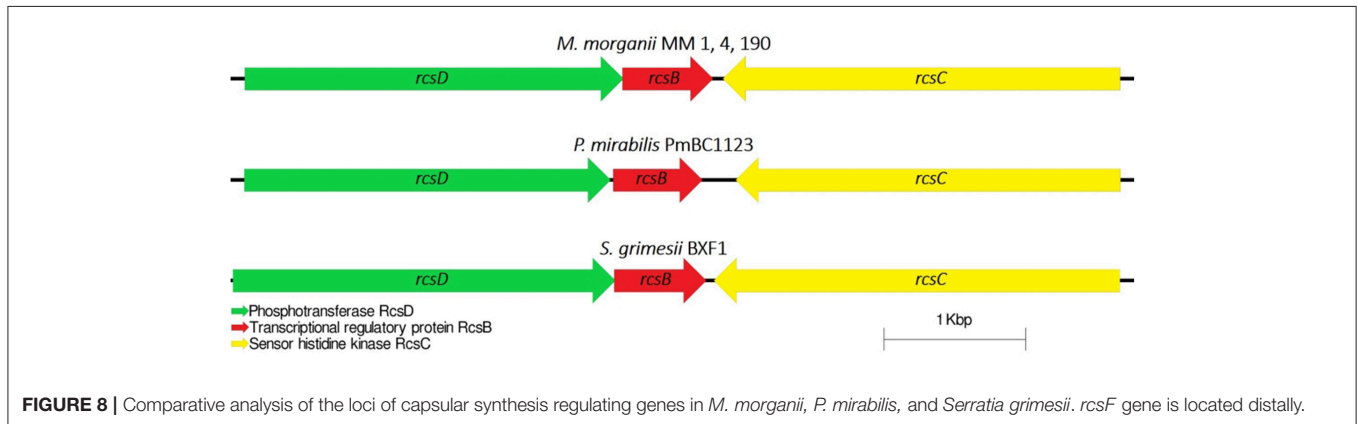 M. morganii MM 1, 4, 190
rcsD rcsB rcsC
P. mirabilis PmBC1123
rcsD rcsB rcsC
S. grimesii BXF1
rcsD rcsB rcsC
Phosphotransferase RcsD
Transcriptional regulatory protein RcsB
Sensor histidine kinase RcsC
1Kbp
FIGURE 8 | Comparative analysis of the loci of capsular synthesis regulating genes in M. morganii, P. mirabilis, and Serratia grimesii. rcsF gene is located distally.